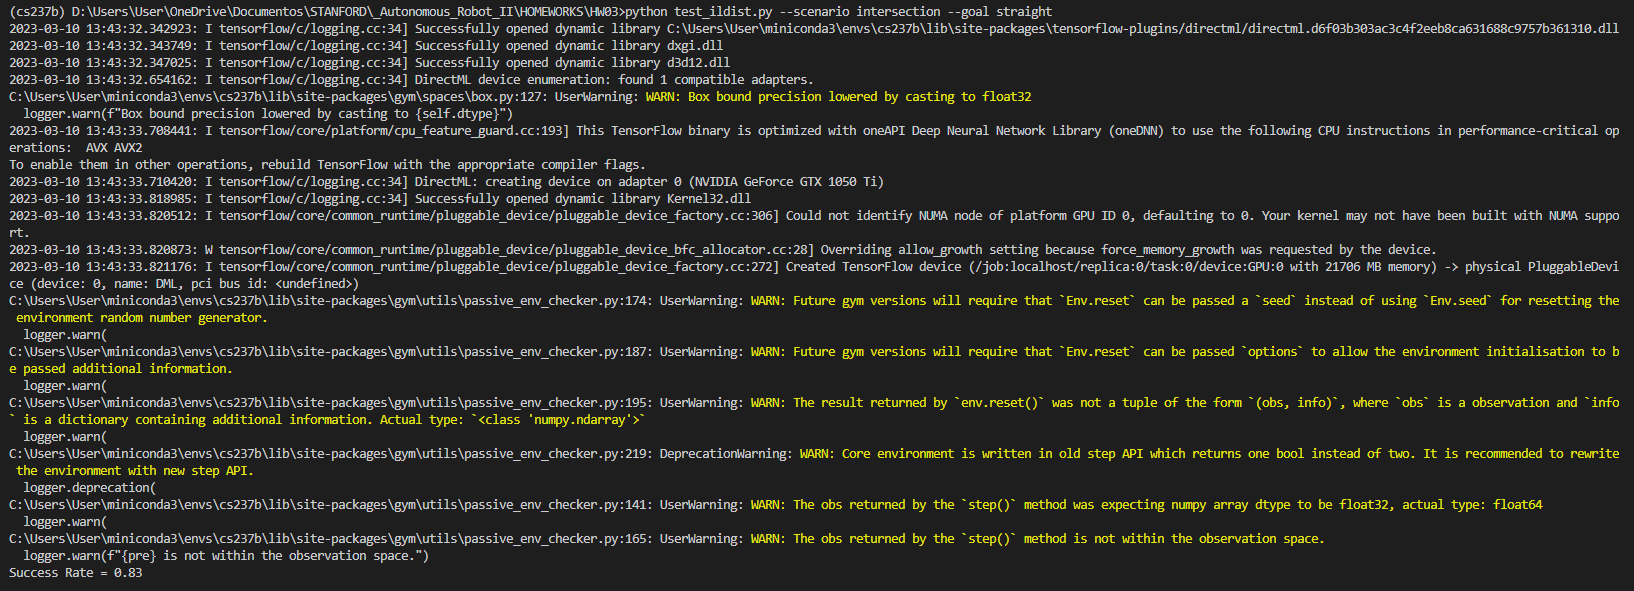 (cs237b) D:\Users\User\OneDrive\Documentos\STANFORD\_Autonomous_Robot_II\HOMEWORKS\HW03>python test_ildist.py --scenario intersection --goal straight
2023-03-10 13:43:32.342923: I tensorflow/c/logging.cc:34] Successfully opened dynamic library C:\Users\User\miniconda3\envs\cs237b\lib\site-packages\tensorflow-plugins/directml/directml.d6f03b303ac3c4f2eeb8ca631688c9757b361310.dll
2023-03-10 13:43:32.343749: I tensorflow/c/logging.cc:34] Successfully opened dynamic library dxgi.dll
2023-03-10 13:43:32.347025: I tensorflow/c/logging.cc:34] Successfully opened dynamic library d3d12.dll
2023-03-10 13:43:32.654162: I tensorflow/c/logging.cc:34] DirectML device enumeration: found 1 compatible adapters.
C:\Users\User\miniconda3\envs\cs237b\lib\site-packages\gym\spaces\box.py:127: UserWarning: WARN: Box bound precision lowered by casting to float32
  logger.warn(f"Box bound precision lowered by casting to {self.dtype}")
2023-03-10 13:43:33.708441: I tensorflow/core/platform/cpu_feature_guard.cc:193] This TensorFlow binary is optimized with oneAPI Deep Neural Network Library (oneDNN) to use the following CPU instructions in performance-critical op
erations:  AVX AVX2
To enable them in other operations, rebuild TensorFlow with the appropriate compiler flags.
2023-03-10 13:43:33.710420: I tensorflow/c/logging.cc:34] DirectML: creating device on adapter 0 (NVIDIA GeForce GTX 1050 Ti)
2023-03-10 13:43:33.818985: I tensorflow/c/logging.cc:34] Successfully opened dynamic library Kernel32.dll
2023-03-10 13:43:33.820512: I tensorflow/core/common_runtime/pluggable_device/pluggable_device_factory.cc:306] Could not identify NUMA node of platform GPU ID 0, defaulting to 0. Your kernel may not have been built with NUMA suppo
rt.
2023-03-10 13:43:33.820873: W tensorflow/core/common_runtime/pluggable_device/pluggable_device_bfc_allocator.cc:28] Overriding allow_growth setting because force_memory_growth was requested by the device.
2023-03-10 13:43:33.821176: I tensorflow/core/common_runtime/pluggable_device/pluggable_device_factory.cc:272] Created TensorFlow device (/job:localhost/replica:0/task:0/device:GPU:0 with 21706 MB memory) -> physical PluggableDevi
ce (device: 0, name: DML, pci bus id: <undefined>)
C:\Users\User\miniconda3\envs\cs237b\lib\site-packages\gym\utils\passive_env_checker.py:174: UserWarning: WARN: Future gym versions will require that `Env.reset` can be passed a `seed` instead of using `Env.seed` for resetting the
 environment random number generator.
  logger.warn(
C:\Users\User\miniconda3\envs\cs237b\lib\site-packages\gym\utils\passive_env_checker.py:187: UserWarning: WARN: Future gym versions will require that `Env.reset` can be passed `options` to allow the environment initialisation to b
e passed additional information.
  logger.warn(
C:\Users\User\miniconda3\envs\cs237b\lib\site-packages\gym\utils\passive_env_checker.py:195: UserWarning: WARN: The result returned by `env.reset()` was not a tuple of the form `(obs, info)`, where `obs` is a observation and `info
` is a dictionary containing additional information. Actual type: `<class 'numpy.ndarray'>`
  logger.warn(
C:\Users\User\miniconda3\envs\cs237b\lib\site-packages\gym\utils\passive_env_checker.py:219: DeprecationWarning: WARN: Core environment is written in old step API which returns one bool instead of two. It is recommended to rewrite
 the environment with new step API.
  logger.deprecation(
C:\Users\User\miniconda3\envs\cs237b\lib\site-packages\gym\utils\passive_env_checker.py:141: UserWarning: WARN: The obs returned by the `step()` method was expecting numpy array dtype to be float32, actual type: float64
  logger.warn(
C:\Users\User\miniconda3\envs\cs237b\lib\site-packages\gym\utils\passive_env_checker.py:165: UserWarning: WARN: The obs returned by the `step()` method is not within the observation space.
  logger.warn(f"{pre} is not within the observation space.")
Success Rate = 0.83